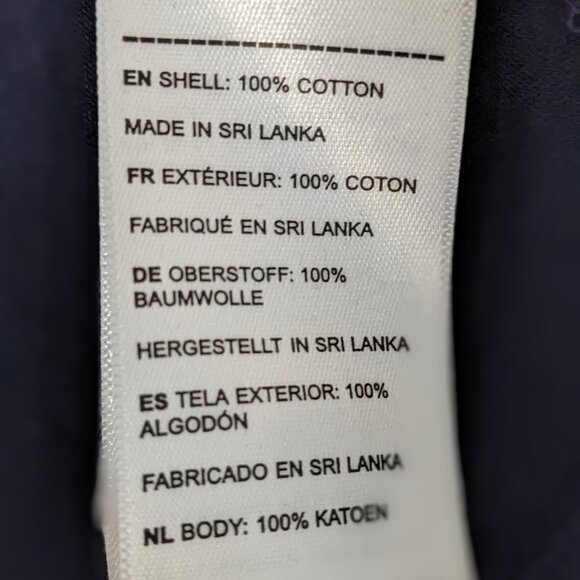 EN SHELL: 100% COTTON
MADE IN SRI LANKA
FR EXTÉRIEUR: 100% COTON
FABRIQUÉ EN SRI LANKA
DE OBERSTOFF: 100%
BAUMWOLLE
HERGESTELLT IN SRI LANKA
ES TELA EXTERIOR: 100%
ALGODÓN
FABRICADO EN SRI LANKA
NL BODY: 100% KATOEN